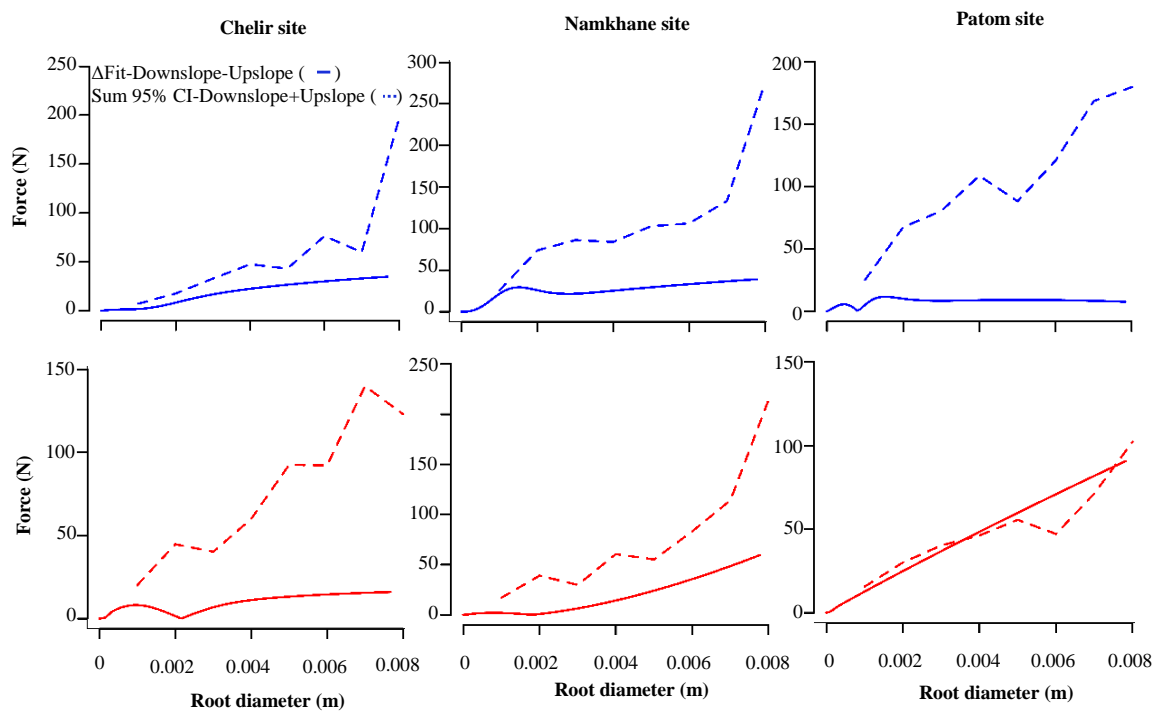 Chelir site
Namkhane site
Patom site
ΔFit-Downslope-Upslope ( )
Sum 95% CI-Downslope+Upslope ( )
Force (N)
250
200
150
100
50
0
300
250
200
150
100
50
0
200
150
100
50
0
Force (N)
150
100
50
0
250
150
100
50
0
150
100
50
0
0 0.002 0.004 0.006 0.008
0 0.002 0.004 0.006 0.008
0 0.002 0.004 0.006 0.008
Root diameter (m)
Root diameter (m)
Root diameter (m)